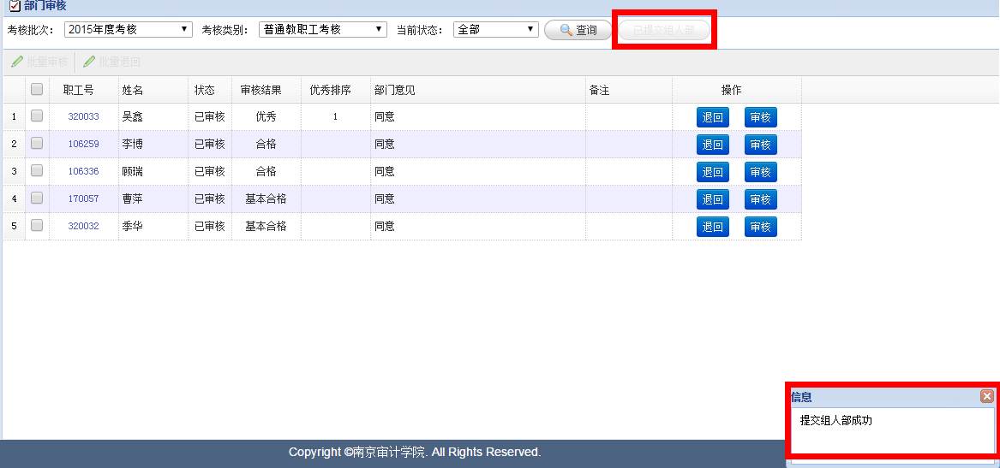 部门审核
考核批次： 2015年度考核 考核类别： 普通教职工考核 当前状态： 全部 查询 已提交组人部
批量审核 批量退回
职工号 姓名 状态 审核结果 优秀排序 部门意见 备注 操作
1 320033 吴鑫 已审核 优秀 1 同意 退回 审核
2 106259 李博 已审核 合格 同意 退回 审核
3 106336 顾瑞 已审核 合格 同意 退回 审核
4 170057 曹萍 已审核 基本合格 同意 退回 审核
5 320032 季华 已审核 基本合格 同意 退回 审核
信息
提交组人部成功
Copyright ©南京审计学院. All Rights Reserved.